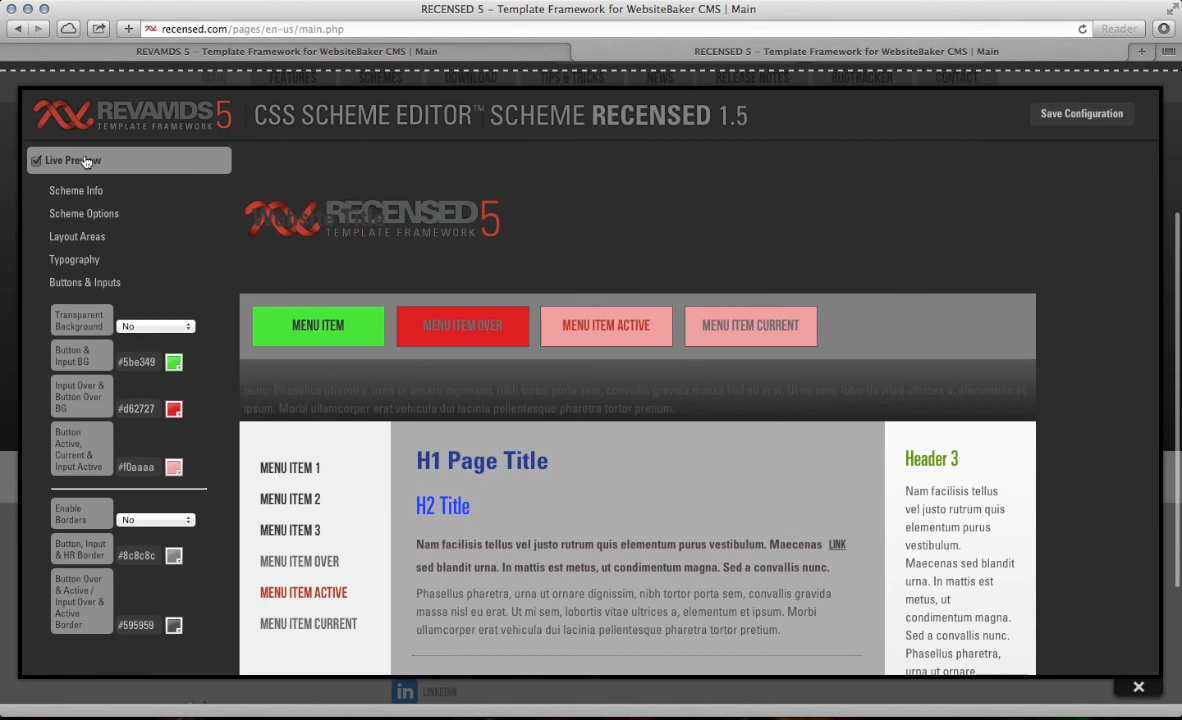 RECENSED 5 – Template Framework for WebsiteBaker CMS | Main
recensed.com/pages/en-us/main.php
Reader
REVAMDS 5 – Template Framework for WebsiteBaker CMS | Main
RECENSED 5 – Template Framework for WebsiteBaker CMS | Main
FEATURES SCHEMES DOWNLOAD TIPS & TRICKS NEWS RELEASE NOTES BUGTRACKER CONTACT
REVAMDS 5
TEMPLATE FRAMEWORK
CSS SCHEME EDITOR™ SCHEME RECENSED 1.5
Save Configuration
Live Preview
Scheme Info
Scheme Options
Layout Areas
Typography
Buttons & Inputs
Transparent
Background
No
Button &
Input BG
#5be349
Input Over &
Button Over
BG
#d62727
Button
Active,
Current &
Input Active
#f0aaaa
Enable
Borders
No
Button, Input
& HR Border
#8c8c8c
Button Over
& Active /
Input Over &
Active
Border
#595959
Website Title
RECENSED 5
TEMPLATE FRAMEWORK
MENU ITEM
MENU ITEM OVER
MENU ITEM ACTIVE
MENU ITEM CURRENT
nunc. Phasellus pharetra, urna ut ornare dignissim, nibh tortor porta sem, convallis gravida massa nisl eu erat. Ut mi sem, lobortis vitae ultrices a, elementum et
ipsum. Morbi ullamcorper erat vehicula dui lacinia pellentesque pharetra tortor pretium.
MENU ITEM 1
MENU ITEM 2
MENU ITEM 3
MENU ITEM OVER
MENU ITEM ACTIVE
MENU ITEM CURRENT
H1 Page Title
H2 Title
Nam facilisis tellus vel justo rutrum quis elementum purus vestibulum. Maecenas LINK
sed blandit urna. In mattis est metus, ut condimentum magna. Sed a convallis nunc.
Phasellus pharetra, urna ut ornare dignissim, nibh tortor porta sem, convallis gravida
massa nisl eu erat. Ut mi sem, lobortis vitae ultrices a, elementum et ipsum. Morbi
ullamcorper erat vehicula dui lacinia pellentesque pharetra tortor pretium.
Header 3
Nam facilisis tellus
vel justo rutrum quis
elementum purus
vestibulum.
Maecenas sed blandit
urna. In mattis est
metus, ut
condimentum magna.
Sed a convallis nunc.
Phasellus pharetra,
urna ut ornare
in LINKEDIN